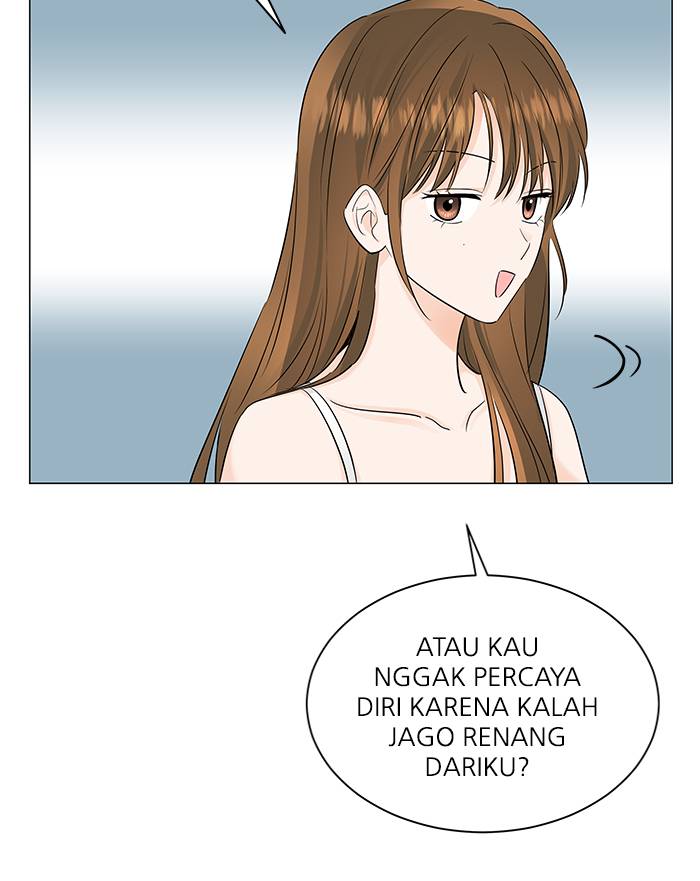 ATAU KAU
NGGAK PERCAYA
DIRI KARENA KALAH
JAGO RENANG
DARIKU?